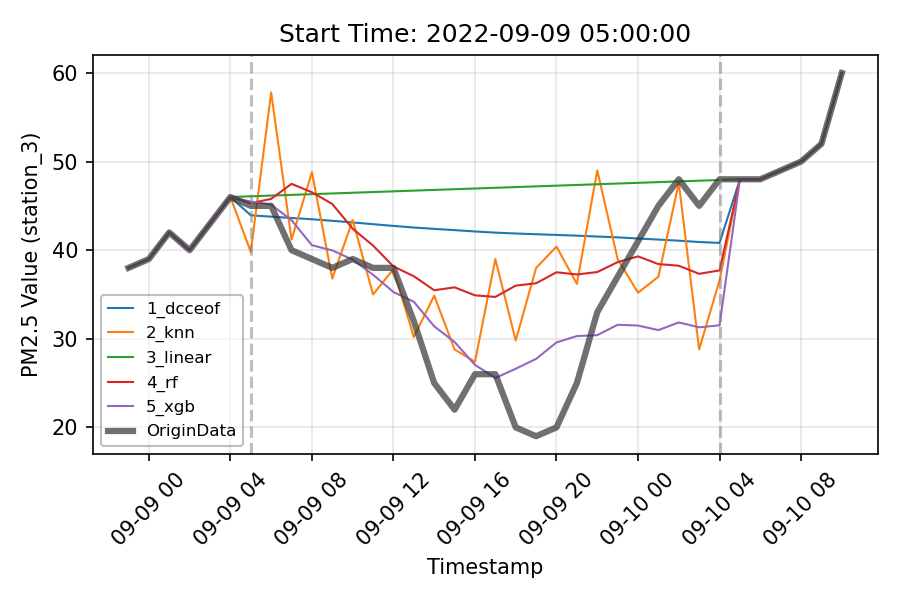 Start Time: 2022-09-09 05:00:00
PM2.5 Value (station_3)
60
50
40
30
20
1_dcceof
2_knn
3_linear
4_rf
5_xgb
OriginData
09-09 00
09-09 04
09-09 08
09-09 12
09-09 16
09-09 20
09-10 00
09-10 04
09-10 08
Timestamp